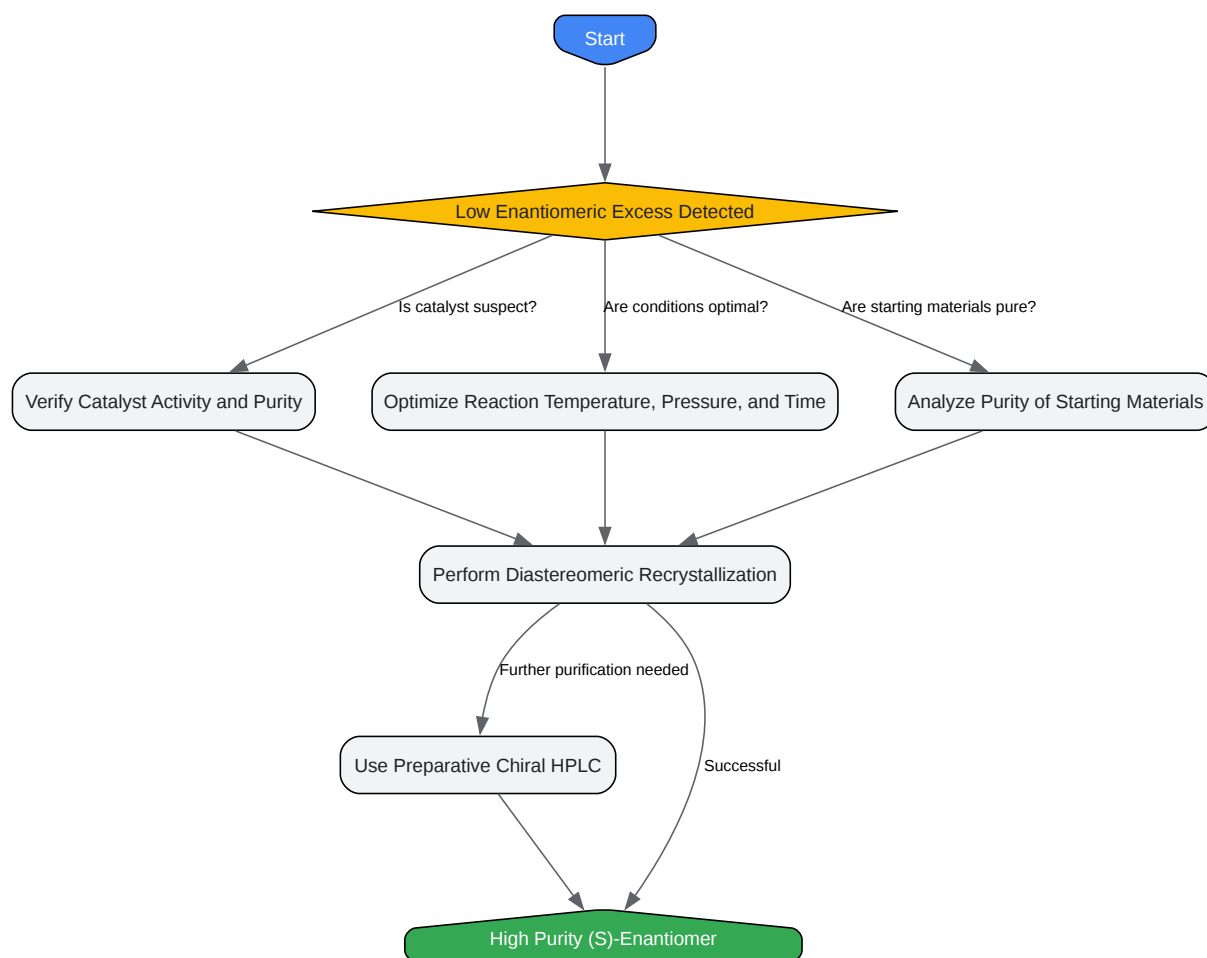 Start
Low Enantiomeric Excess Detected
Is catalyst suspect?
Are conditions optimal?
Are starting materials pure?
Verify Catalyst Activity and Purity
Optimize Reaction Temperature, Pressure, and Time
Analyze Purity of Starting Materials
Perform Diastereomeric Recrystallization
Further purification needed
Use Preparative Chiral HPLC
Successful
High Purity (S)-Enantiomer